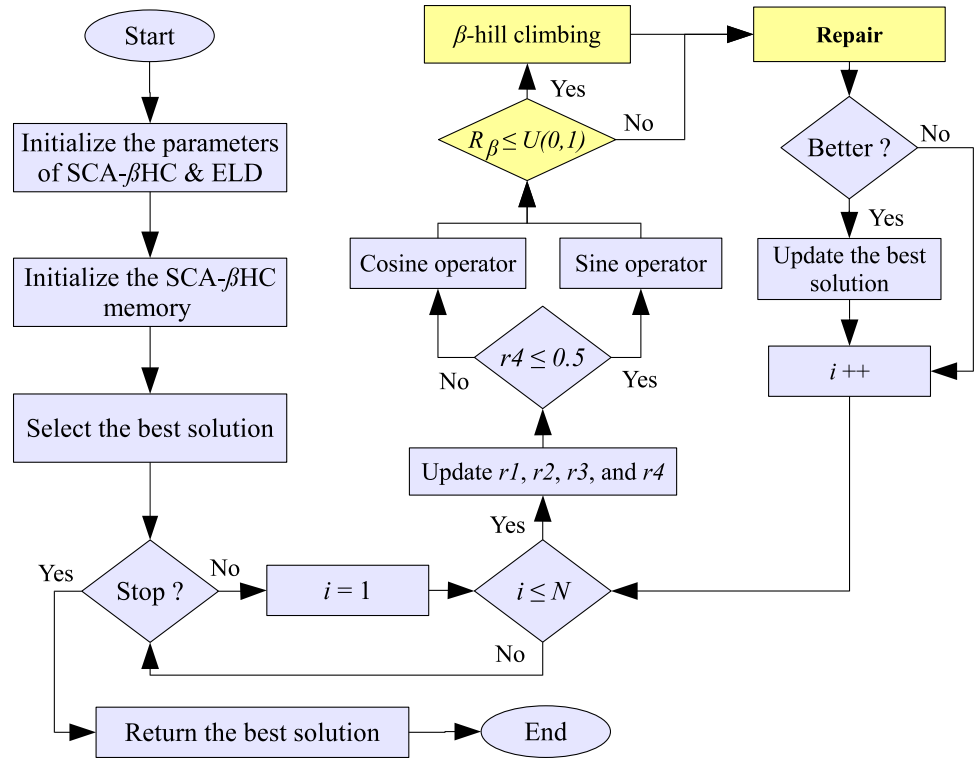 Start
Initialize the parameters
of SCA-βHC & ELD
Initialize the SCA-βHC
memory
Select the best solution
Stop ?
Yes
No
Return the best solution
End
i = 1
i ≤ N
No
Yes
Update r1, r2, r3, and r4
r4 ≤ 0.5
No
Yes
Cosine operator
Sine operator
R β ≤ U(0,1)
Yes
No
β-hill climbing
Repair
Better ?
No
Yes
Update the best
solution
i ++